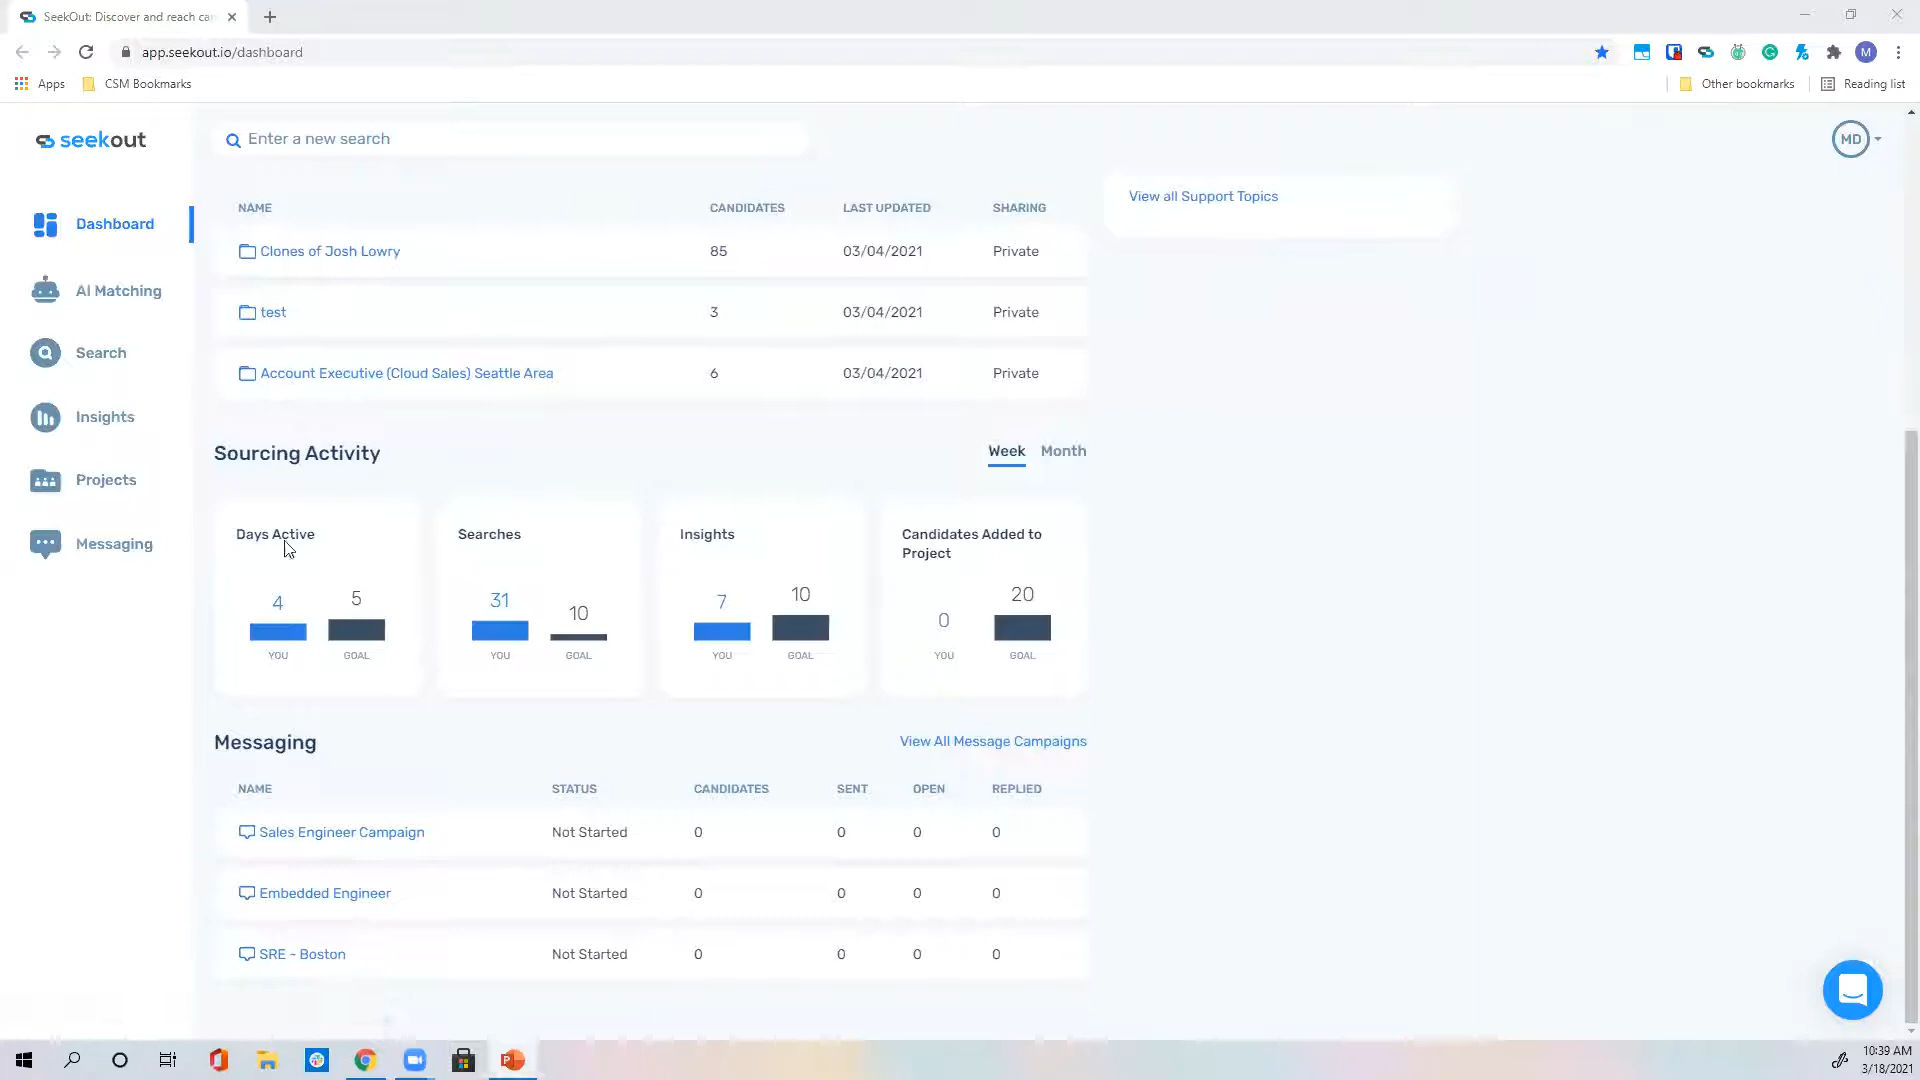 SeekOut: Discover and reach can
app.seekout.io/dashboard
M
Apps
CSM Bookmarks
Other bookmarks
Reading list
seekout
Enter a new search
MD
Dashboard
AI Matching
Search
Insights
Projects
Messaging
NAME CANDIDATES LAST UPDATED SHARING
Clones of Josh Lowry 85 03/04/2021 Private
test 3 03/04/2021 Private
Account Executive (Cloud Sales) Seattle Area 6 03/04/2021 Private
View all Support Topics
Sourcing Activity
Week Month
Days Active
4 5
YOU GOAL
Searches
31 10
YOU GOAL
Insights
7 10
YOU GOAL
Candidates Added to
Project
0 20
YOU GOAL
Messaging
View All Message Campaigns
NAME STATUS CANDIDATES SENT OPEN REPLIED
Sales Engineer Campaign Not Started 0 0 0 0
Embedded Engineer Not Started 0 0 0 0
SRE - Boston Not Started 0 0 0 0
10:39 AM
3/18/2021